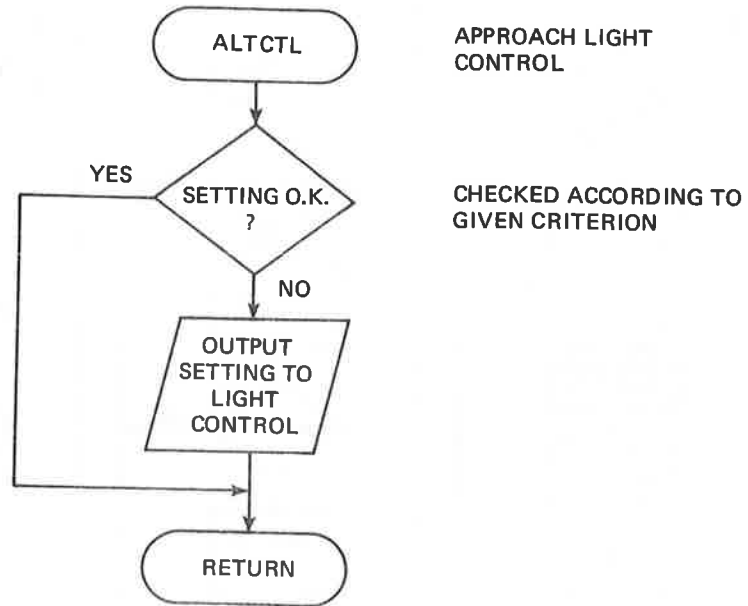 ALTCTL
APPROACH LIGHT
CONTROL
YES
SETTING O.K.
?
CHECKED ACCORDING TO
GIVEN CRITERION
NO
OUTPUT
SETTING TO
LIGHT
CONTROL
RETURN